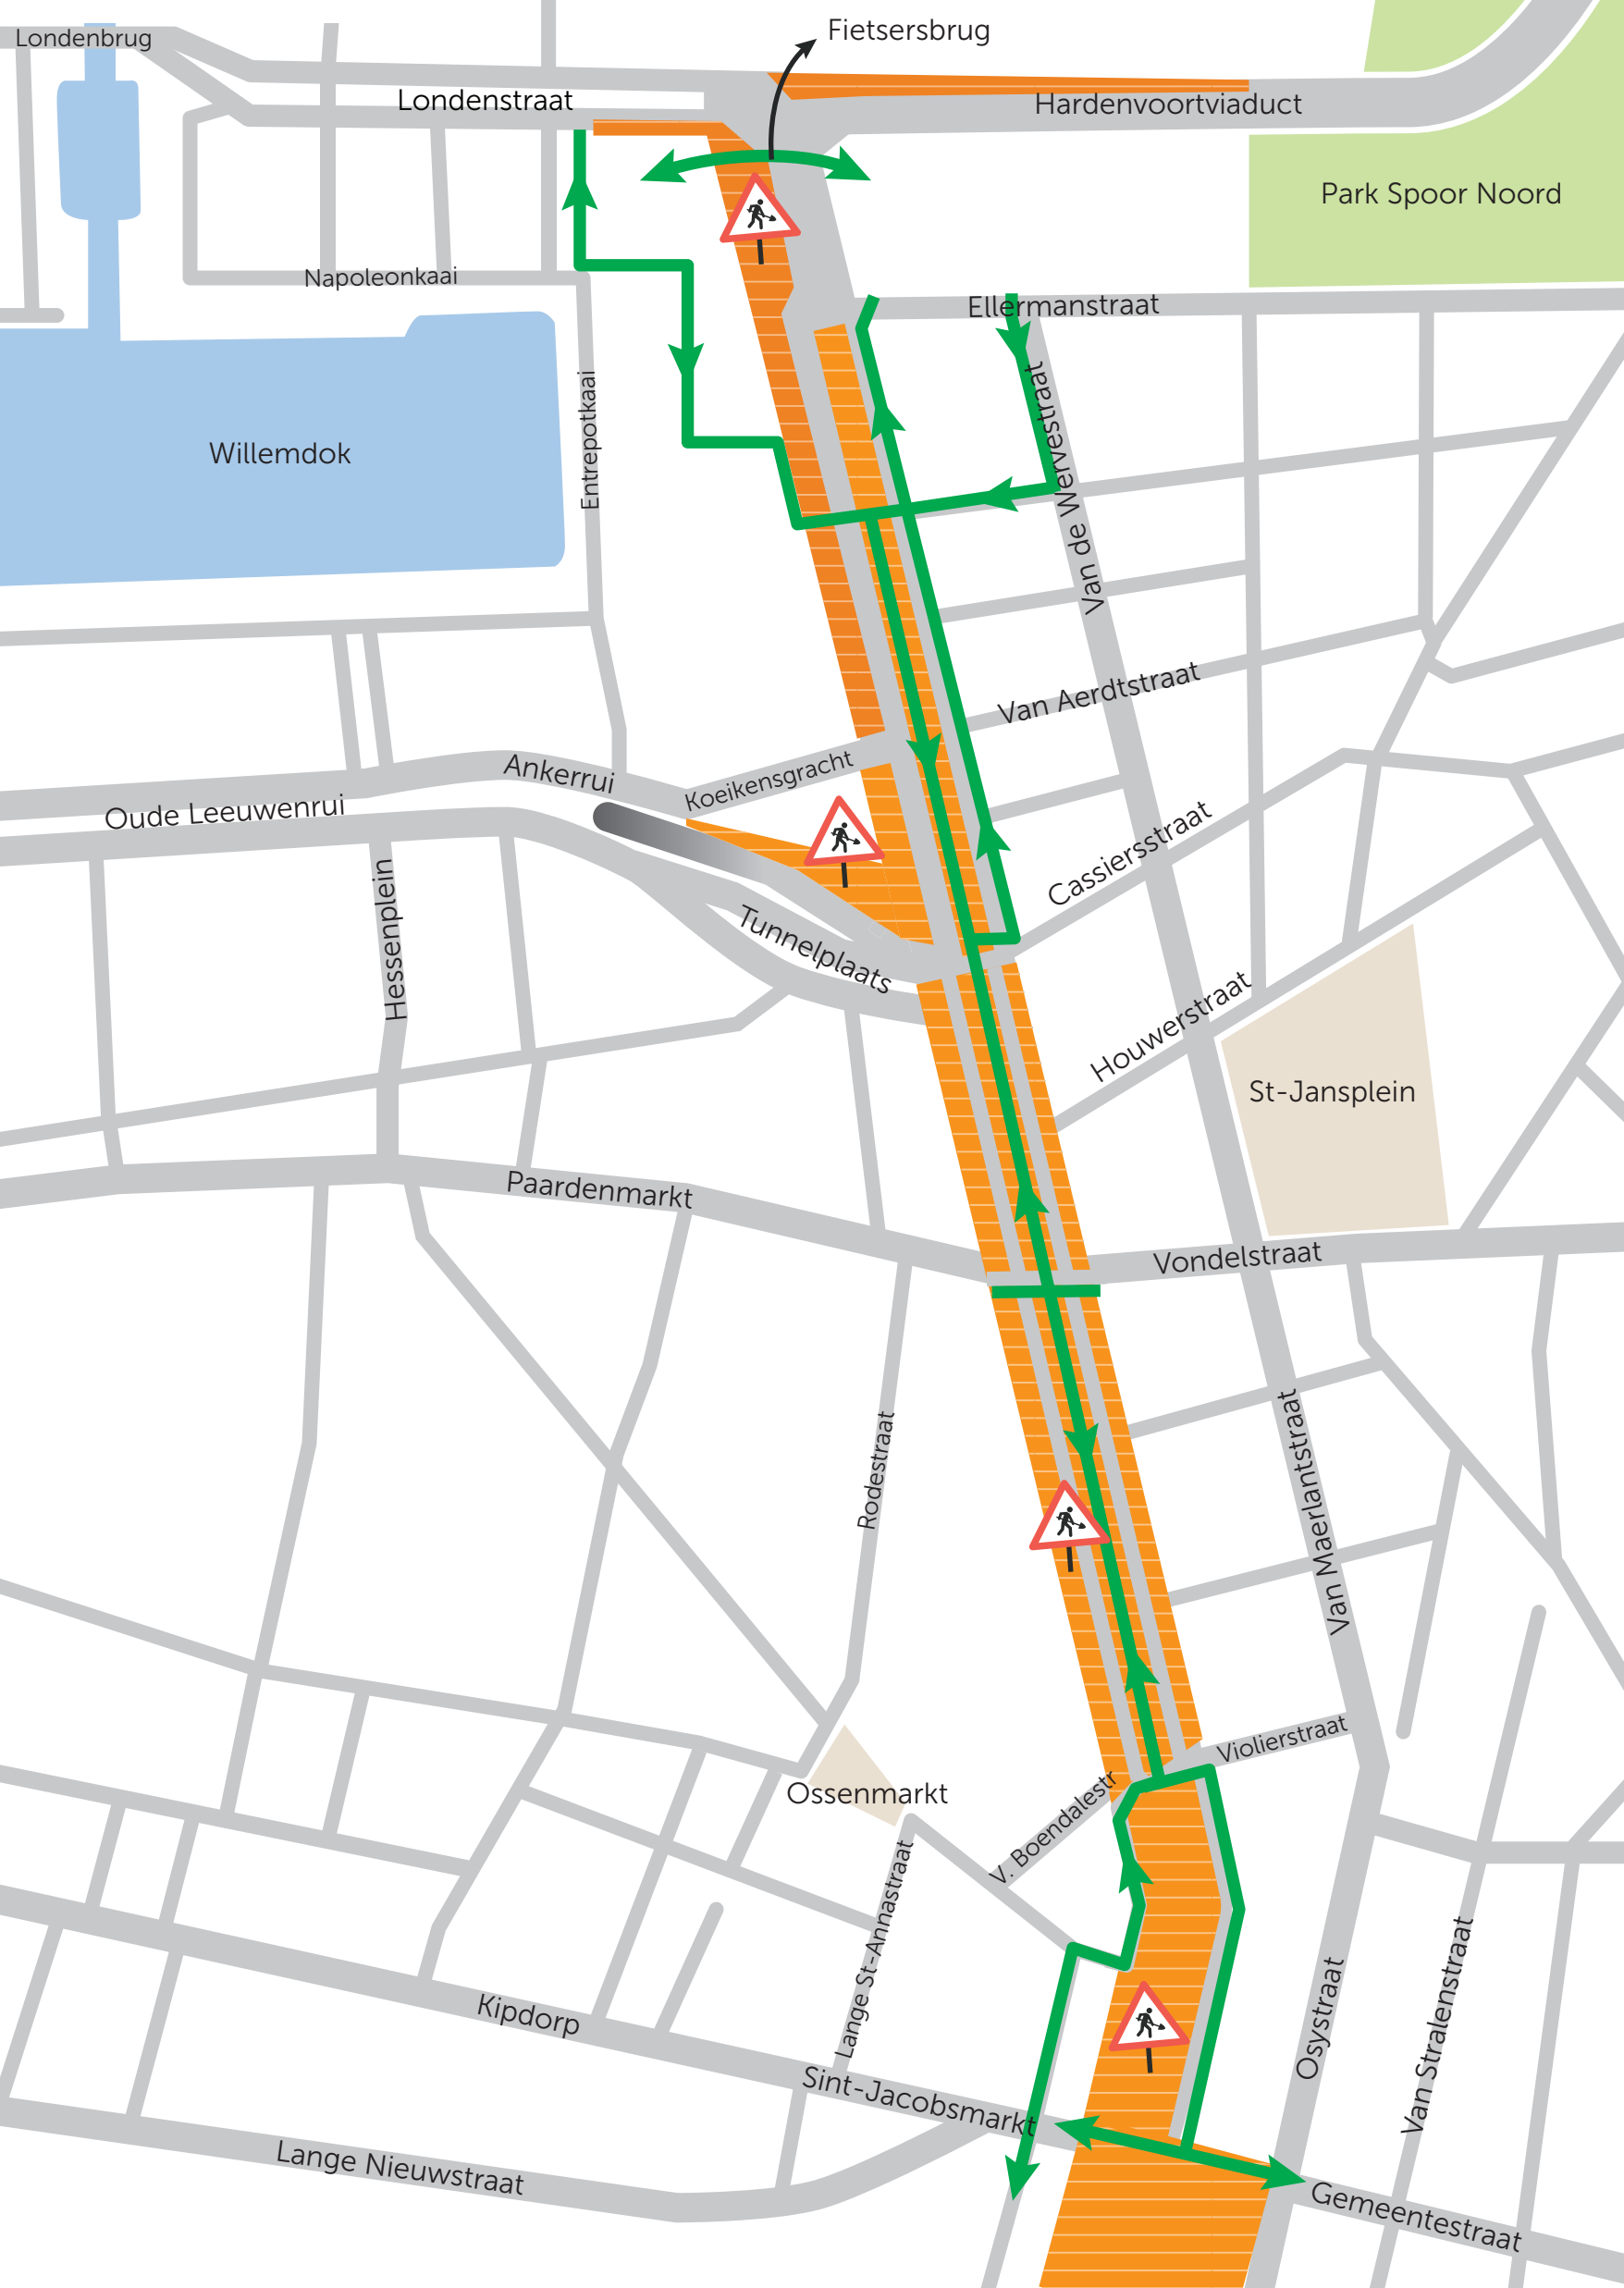 Fietsersbrug
Londenbrug
Londenstraat
Hardenvoortviaduct
Park Spoor Noord
Napoleonkaai
Ellermanstraat
Entrepotkaai
Willemdok
Van de Wervestraat
Van Aerdtstraat
Ankerrui
Koeikensgracht
Oude Leeuwenrui
Cassiersstraat
Hessenplein
Tunnelplaats
Houwerstraat
St-Jansplein
Paardenmarkt
Vondelstraat
Rodestraat
Van Maerlantstraat
Violierstraat
Ossenmarkt
V. Boendalestr
Lange St-Annastraat
Osystraat
Van Stralenstraat
Kipdorp
Sint-Jacobsmarkt
Lange Nieuwstraat
Gemeentestraat